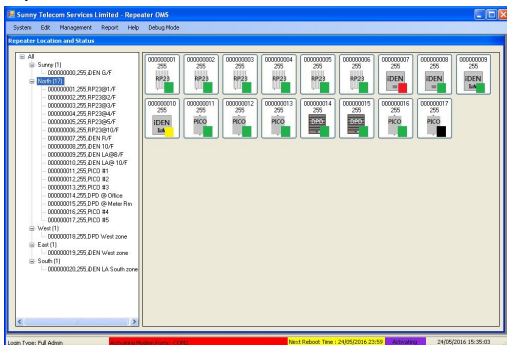 Sunny Telecom Services Limited - Repeater OMS
System Edit Management Report Help Debug Mode
Repeater Location and Status
All
Sunny (1)
000000000,255,iDEN G/F
North (17)
000000001,255,RP23@1/F
000000002,255,RP23@2/F
000000003,255,RP23@3/F
000000004,255,RP23@4/F
000000005,255,RP23@5/F
000000006,255,RP23@10/F
000000007,255,iDEN R/F
000000008,255,iDEN 10/F
000000009,255,iDEN LA@8/F
000000010,255,iDEN LA@ 10/F
000000011,255,PICO #1
000000012,255,PICO #2
000000013,255,PICO #3
000000014,255,DPD @ Office
000000015,255,DPD @ Meter Rm
000000016,255,PICO #4
000000017,255,PICO #5
West (1)
000000018,255,DPD West zone
East (1)
000000019,255,iDEN West zone
South (1)
000000020,255,iDEN LA South zone
000000001 000000002 000000003 000000004 000000005 000000006 000000007 000000008 000000009
255 255 255 255 255 255 255 255 255
RP23 RP23 RP23 RP23 RP23 RP23 iDEN iDEN iDEN
LA
000000010 000000011 000000012 000000013 000000014 000000015 000000016 000000017
255 255 255 255 255 255 255 255
iDEN PICO PICO PICO DPD DPD PICO PICO
LA
Login Type: Full Admin Activating Modem Name : COM3 Next Reboot Time : 24/05/2016 23:59 Activating 24/05/2016 15:35:03